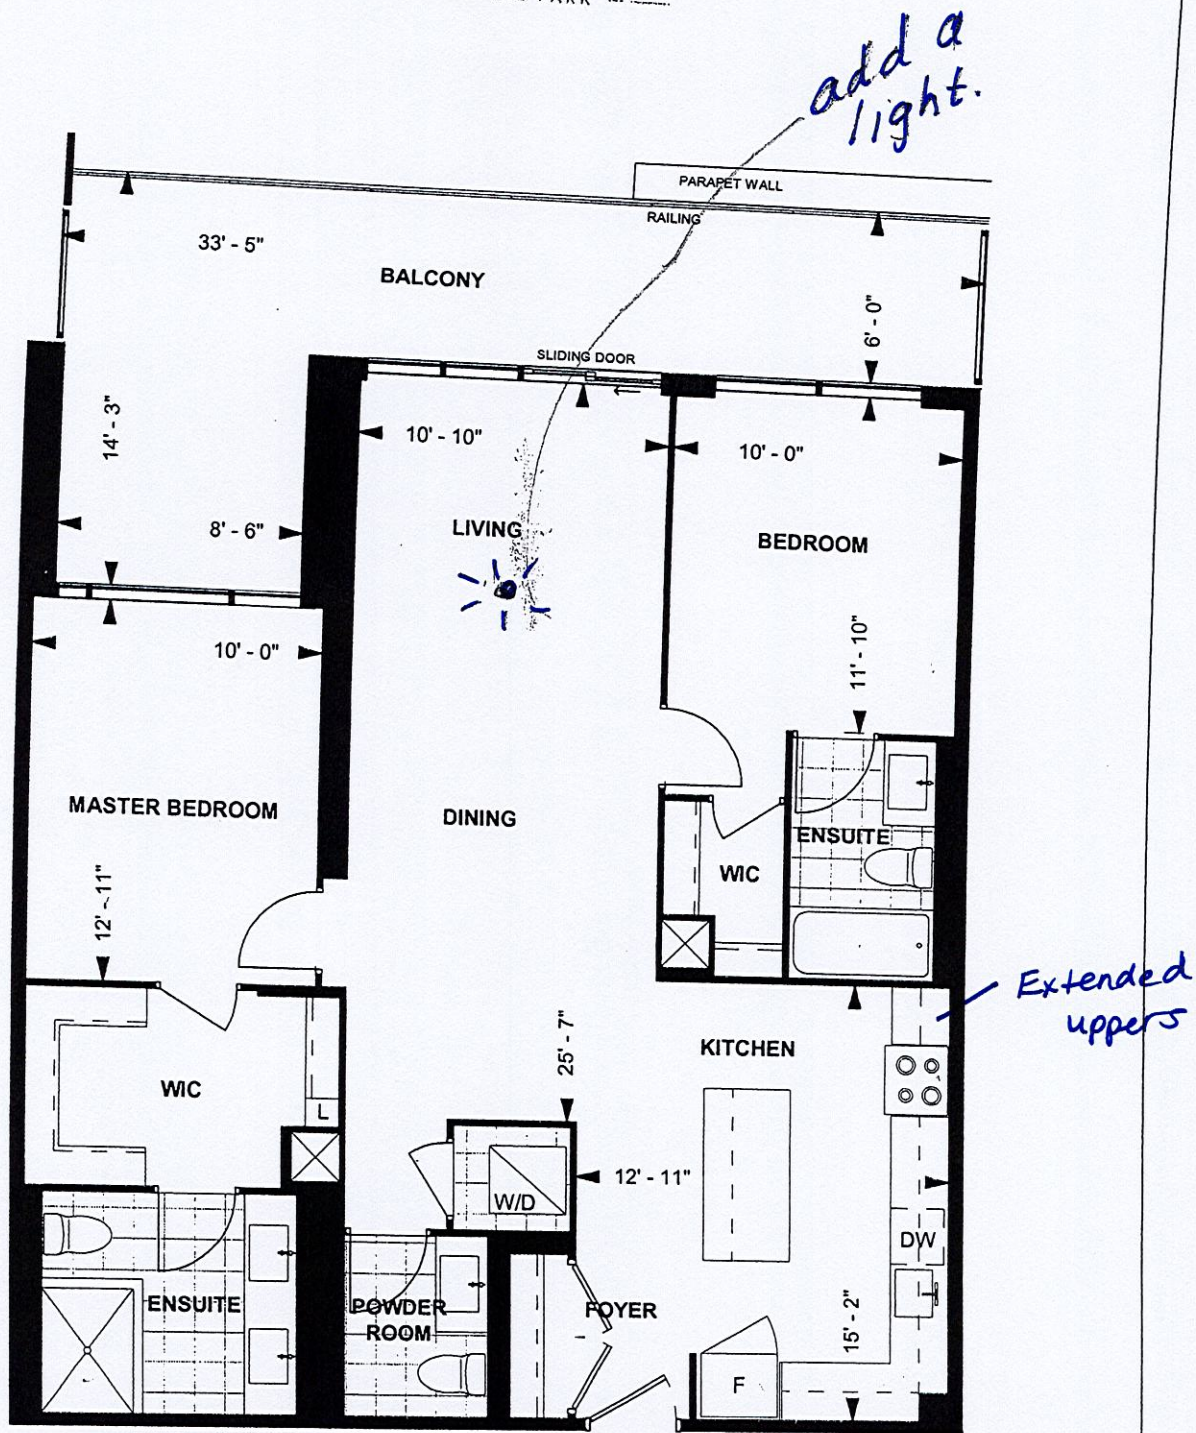 PARK
add a
light.
PARAPET WALL
RAILING
33' - 5"
BALCONY
6' - 0"
SLIDING DOOR
14' - 3"
10' - 10"
10' - 0"
8' - 6"
LIVING
BEDROOM
10' - 0"
11' - 10"
MASTER BEDROOM
DINING
ENSUITE
WIC
12' - 11"
Extended
uppers
25' - 7"
KITCHEN
WIC
L
12' - 11"
W/D
DW
ENSUITE
POWDER
ROOM
FOYER
15' - 2"
F